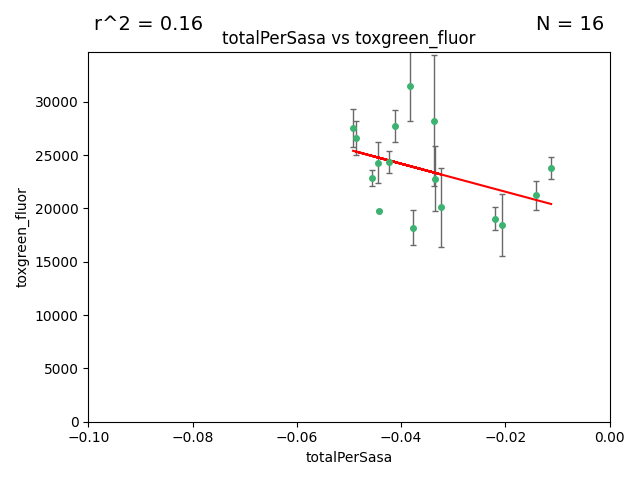 r^2 = 0.16
N = 16
totalPerSasa vs toxgreen_fluor
30000
25000
20000
15000
10000
5000
0
toxgreen_fluor
−0.10
−0.08
−0.06
−0.04
−0.02
0.00
totalPerSasa